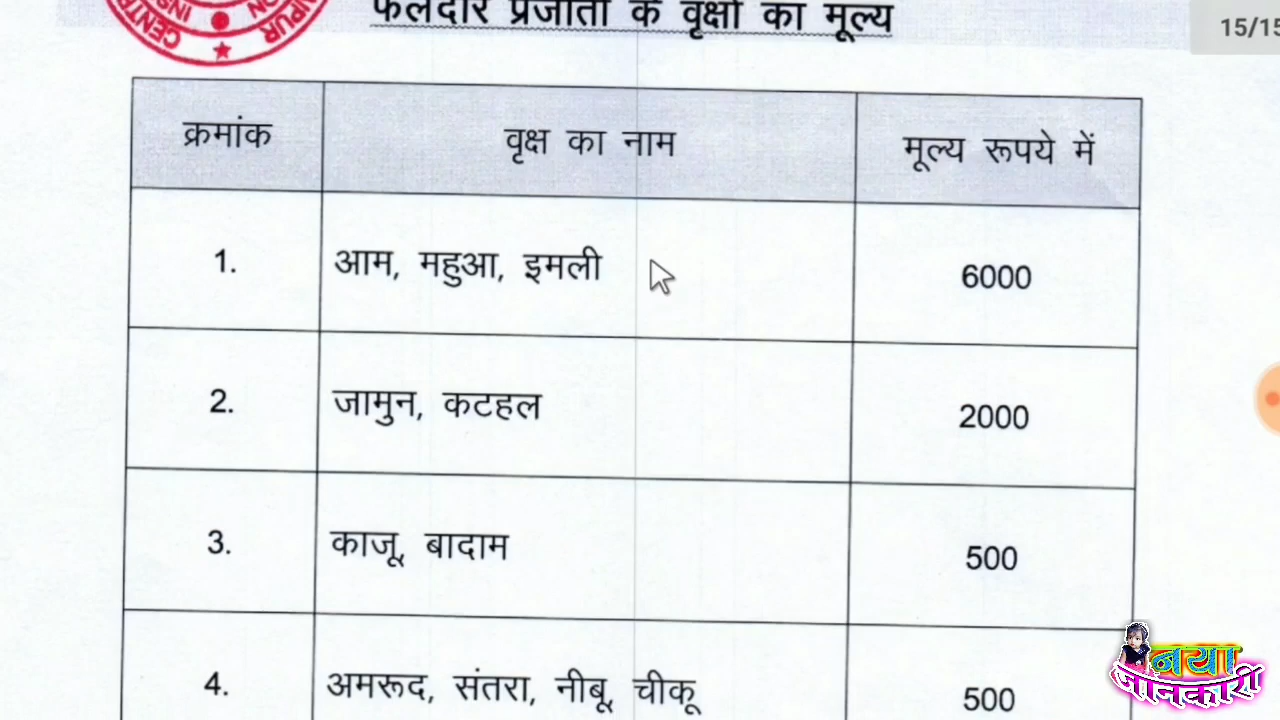 फलदार प्रजाती के वृक्षों का मूल्य
15/15
क्रमांक वृक्ष का नाम मूल्य रूपये में
1. आम, महुआ, इमली 6000
2. जामुन, कटहल 2000
3. काजू, बादाम 500
4. अमरूद, संतरा, नीबू, चीकू 500
नया
जानकारी